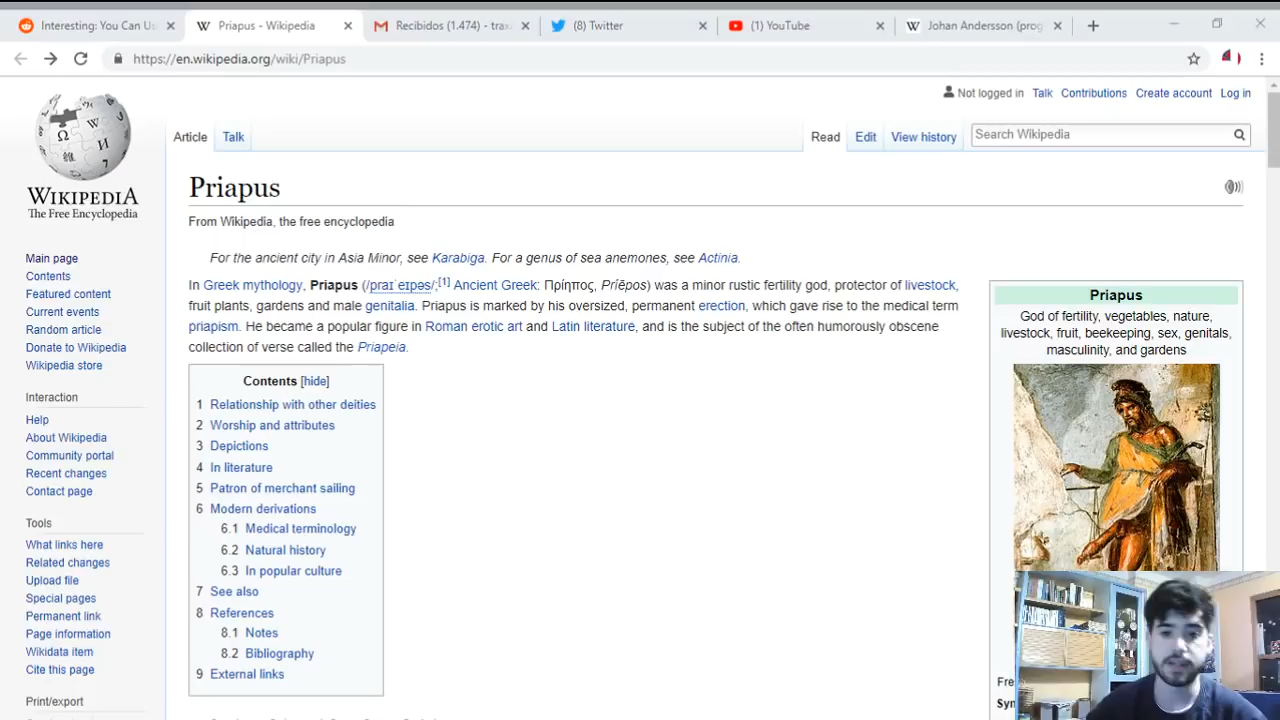 Interesting: You Can Us
Priapus - Wikipedia
Recibidos (1.474) - trax
(8) Twitter
(1) YouTube
Johan Andersson (prog
https://en.wikipedia.org/wiki/Priapus
Not logged in Talk Contributions Create account Log in
Article Talk
Read Edit View history
Search Wikipedia
WIKIPEDIA
The Free Encyclopedia
Main page
Contents
Featured content
Current events
Random article
Donate to Wikipedia
Wikipedia store
Interaction
Help
About Wikipedia
Community portal
Recent changes
Contact page
Tools
What links here
Related changes
Upload file
Special pages
Permanent link
Page information
Wikidata item
Cite this page
Print/export
Priapus
From Wikipedia, the free encyclopedia
For the ancient city in Asia Minor, see Karabiga. For a genus of sea anemones, see Actinia.
In Greek mythology, Priapus (/praɪˈeɪpəs/;[1] Ancient Greek: Πρίηπος, Príēpos) was a minor rustic fertility god, protector of livestock,
fruit plants, gardens and male genitalia. Priapus is marked by his oversized, permanent erection, which gave rise to the medical term
priapism. He became a popular figure in Roman erotic art and Latin literature, and is the subject of the often humorously obscene
collection of verse called the Priapeia.
Contents [hide]
1 Relationship with other deities
2 Worship and attributes
3 Depictions
4 In literature
5 Patron of merchant sailing
6 Modern derivations
6.1 Medical terminology
6.2 Natural history
6.3 In popular culture
7 See also
8 References
8.1 Notes
8.2 Bibliography
9 External links
Priapus
God of fertility, vegetables, nature,
livestock, fruit, beekeeping, sex, genitals,
masculinity, and gardens
Fre
Syn